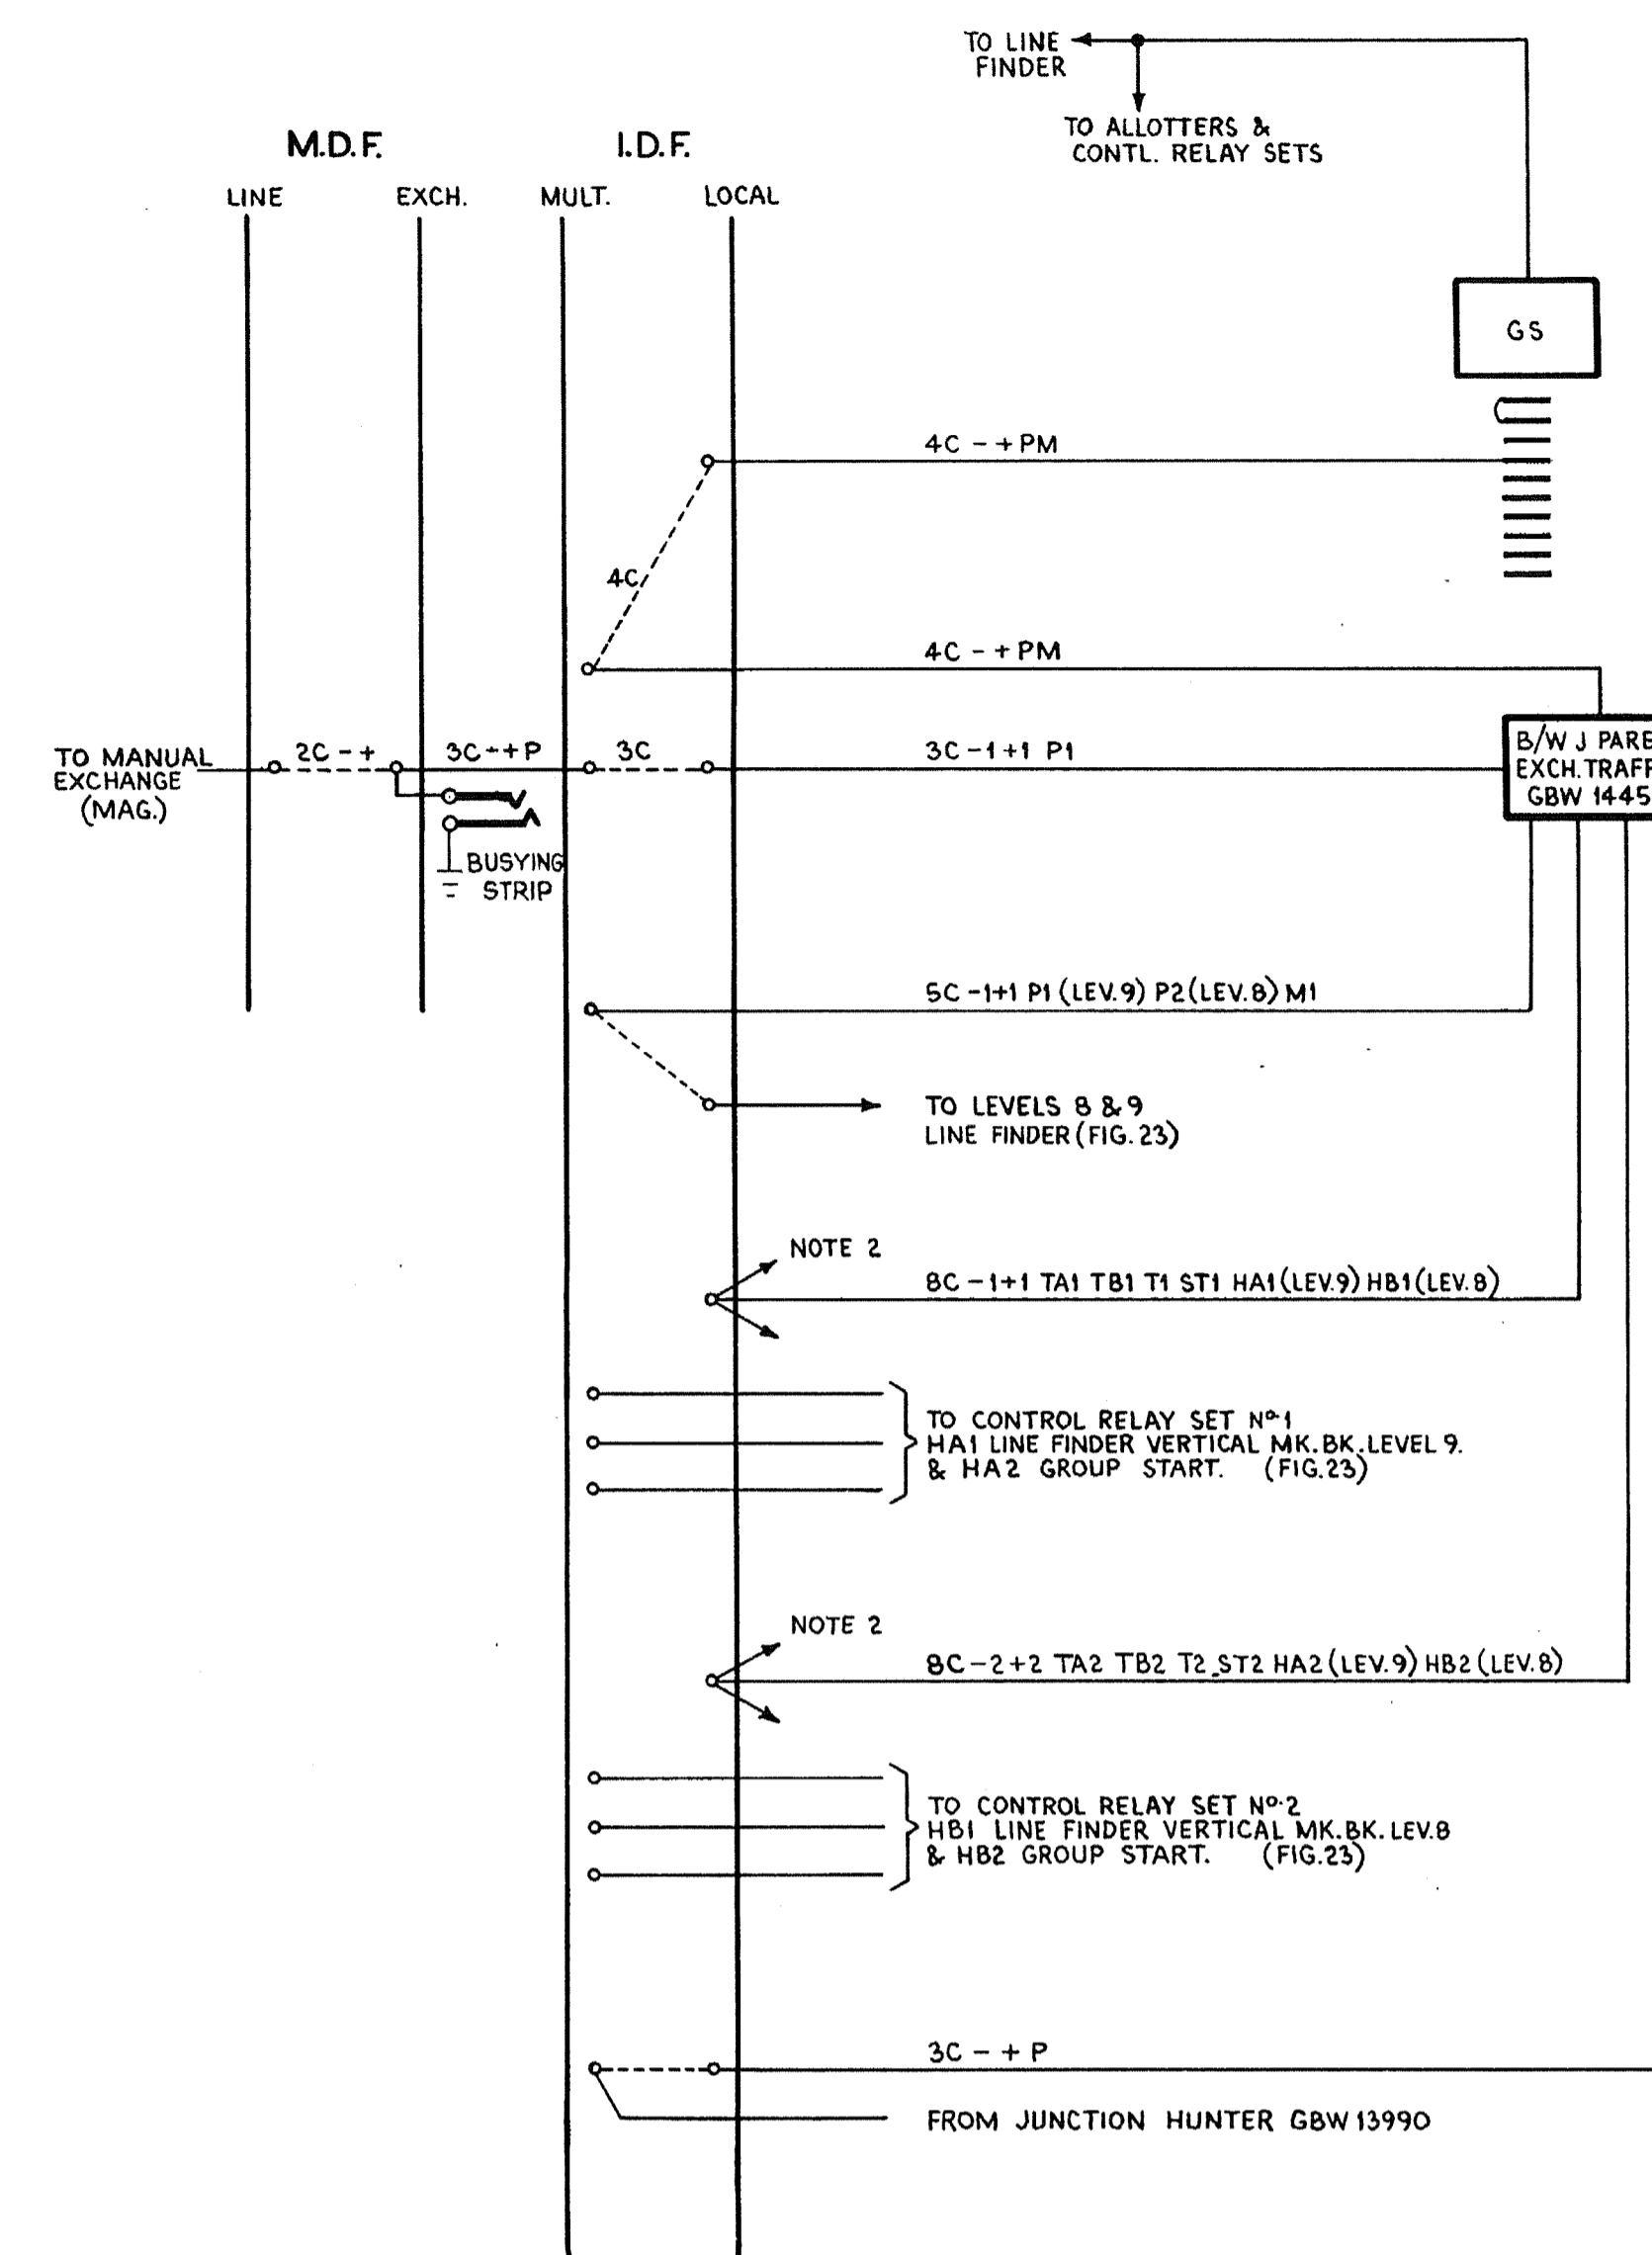 TO LINE
FINDER
TO ALLOTTERS &
CONTL. RELAY SETS
M.D.F.
I.D.F.
LINE
EXCH.
MULT.
LOCAL
GS
4C - + PM
4C
4C - + PM
TO MANUAL
EXCHANGE
(MAG.)
2C - +
3C - + P
3C
3C -1 +1 P1
B/W J PARE
EXCH. TRAFF
GBW 1445
BUSYING
STRIP
5C -1+1 P1 (LEV.9) P2 (LEV.8) M1
TO LEVELS 8 & 9
LINE FINDER (FIG. 23)
NOTE 2
8C -1+1 TA1 TB1 T1 ST1 HA1 (LEV.9) HB1 (LEV.8)
TO CONTROL RELAY SET No.1
HA1 LINE FINDER VERTICAL MK.BK. LEVEL 9.
& HA2 GROUP START. (FIG.23)
NOTE 2
8C -2+2 TA2 TB2 T2 ST2 HA2 (LEV.9) HB2 (LEV.8)
TO CONTROL RELAY SET No.2
HB1 LINE FINDER VERTICAL MK.BK. LEV.8
& HB2 GROUP START. (FIG.23)
3C - + P
FROM JUNCTION HUNTER GBW 13990